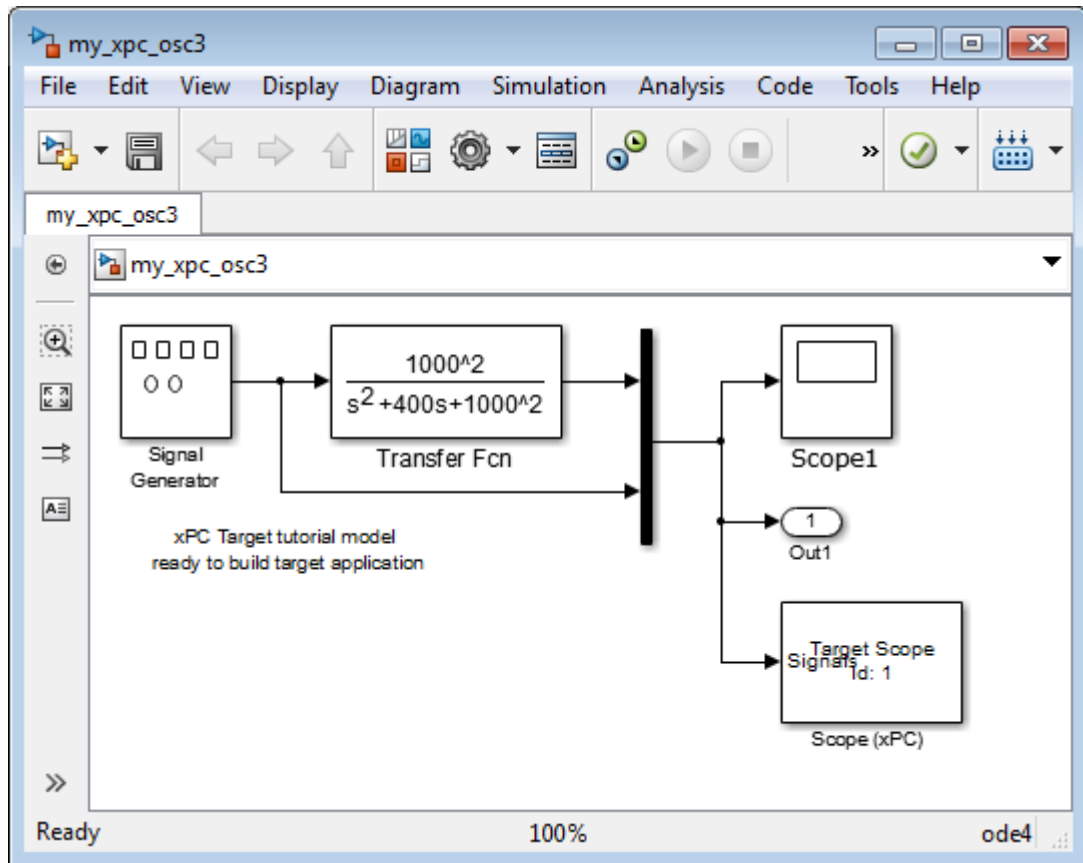 my_xpc_osc3
File Edit View Display Diagram Simulation Analysis Code Tools Help
»
my_xpc_osc3
my_xpc_osc3
1000^2
s2+400s+1000^2
Signal
Generator
Transfer Fcn
Scope1
xPC Target tutorial model
ready to build target application
1
Out1
Target Scope
Signals
Id: 1
Scope (xPC)
»
Ready 100% ode4